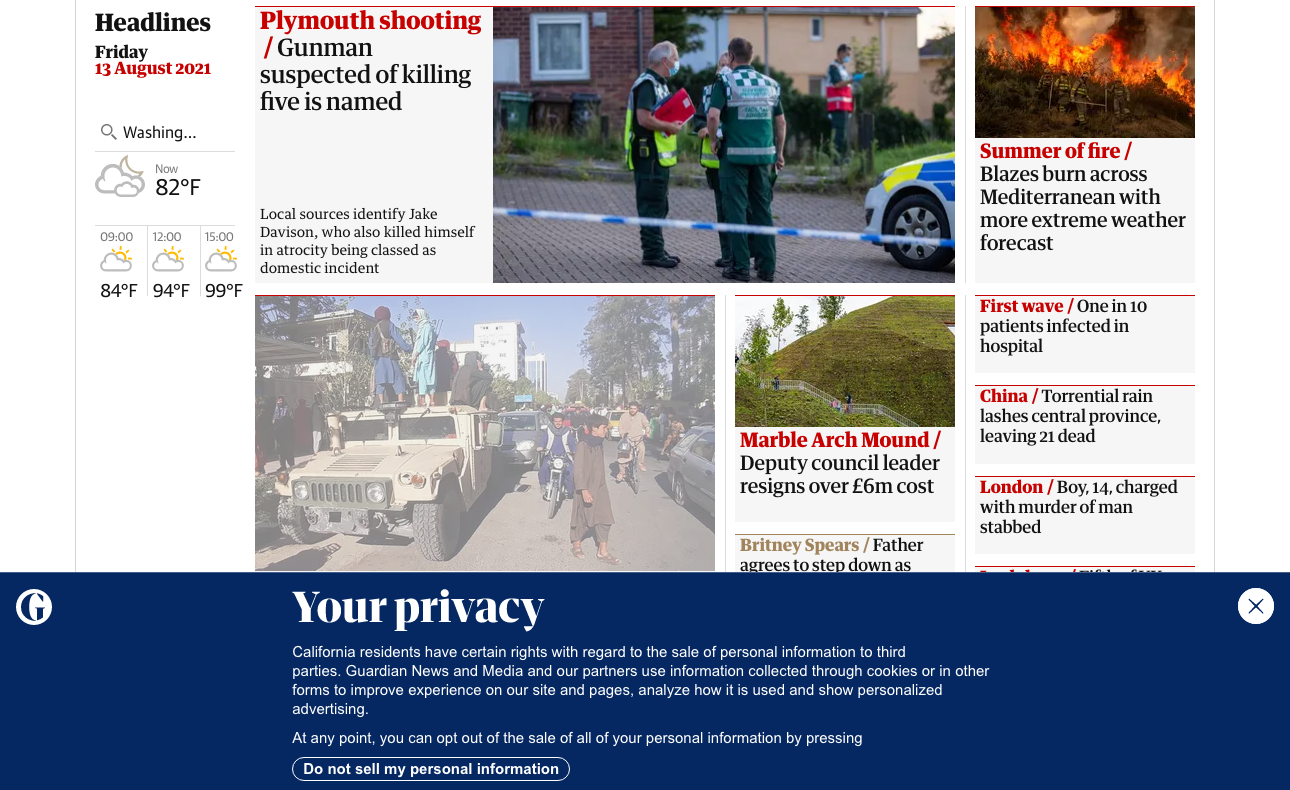 Headlines
Friday
13 August 2021
Washing...
Now
82°F
09:00
12:00
15:00
84°F
94°F
99°F
Plymouth shooting
/ Gunman
suspected of killing
five is named
Local sources identify Jake
Davison, who also killed himself
in atrocity being classed as
domestic incident
Summer of fire /
Blazes burn across
Mediterranean with
more extreme weather
forecast
Marble Arch Mound /
Deputy council leader
resigns over £6m cost
Britney Spears / Father
agrees to step down as
First wave / One in 10
patients infected in
hospital
China / Torrential rain
lashes central province,
leaving 21 dead
London / Boy, 14, charged
with murder of man
stabbed
Your privacy
California residents have certain rights with regard to the sale of personal information to third
parties. Guardian News and Media and our partners use information collected through cookies or in other
forms to improve experience on our site and pages, analyze how it is used and show personalized
advertising.
At any point, you can opt out of the sale of all of your personal information by pressing
Do not sell my personal information